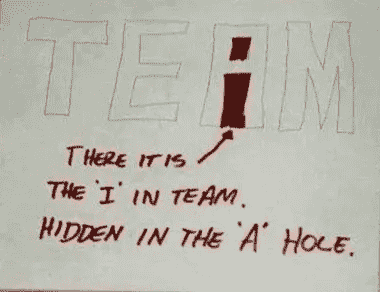 TEAM
THERE IT IS
THE 'I' IN TEAM.
HIDDEN IN THE 'A' HOLE.